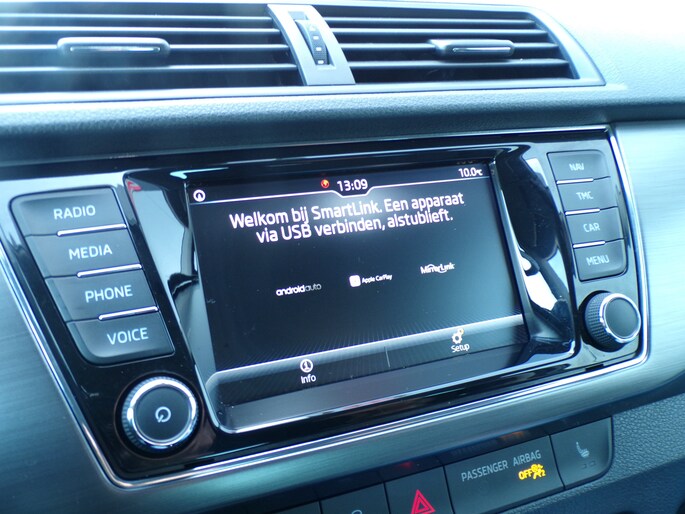 RADIO
MEDIA
PHONE
VOICE
13:09
10.0°C
Welkom bij SmartLink. Een apparaat
via USB verbinden, alstublieft.
androidauto
Apple CarPlay
MirrorLink
Info
Setup
NAV
TMC
CAR
MENU
PASSENGER AIRBAG
OFF